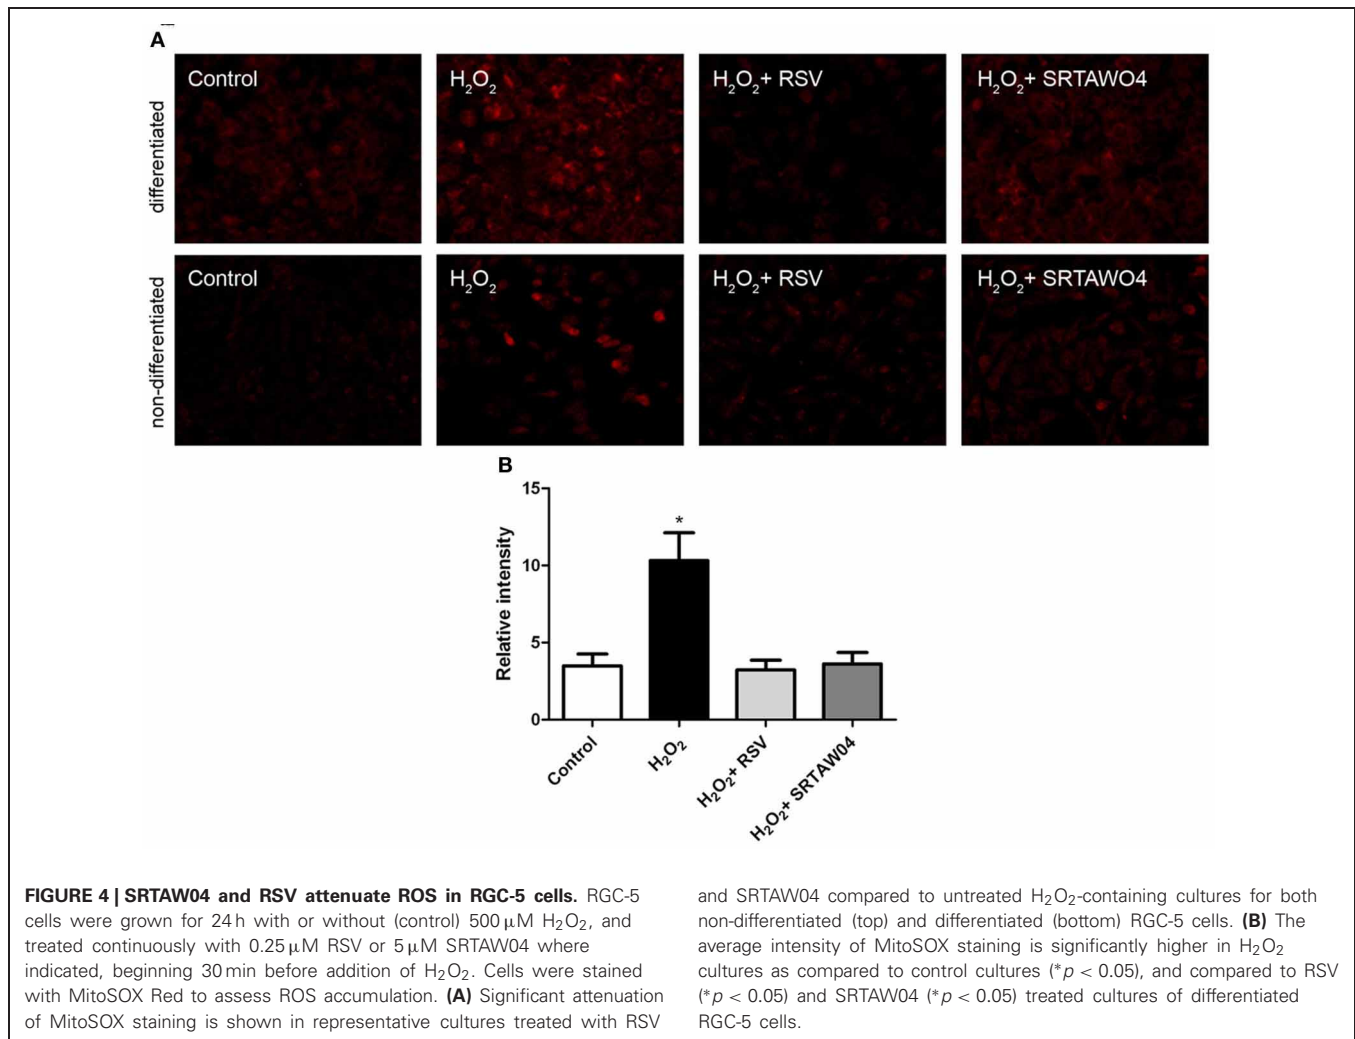 A
Control
H2O2
H2O2+ RSV
H2O2+ SRTAWO4
differentiated
Control
H2O2
H2O2+ RSV
H2O2+ SRTAWO4
non-differentiated
B
15
10
5
0
Relative intensity
*
Control
H2O2
H2O2+ RSV
H2O2+ SRTAW04
FIGURE 4 | SRTAW04 and RSV attenuate ROS in RGC-5 cells. RGC-5
cells were grown for 24 h with or without (control) 500 μM H2O2, and
treated continuously with 0.25 μM RSV or 5 μM SRTAW04 where
indicated, beginning 30 min before addition of H2O2. Cells were stained
with MitoSOX Red to assess ROS accumulation. (A) Significant attenuation
of MitoSOX staining is shown in representative cultures treated with RSV
and SRTAW04 compared to untreated H2O2-containing cultures for both
non-differentiated (top) and differentiated (bottom) RGC-5 cells. (B) The
average intensity of MitoSOX staining is significantly higher in H2O2
cultures as compared to control cultures (*p < 0.05), and compared to RSV
(*p < 0.05) and SRTAW04 (*p < 0.05) treated cultures of differentiated
RGC-5 cells.